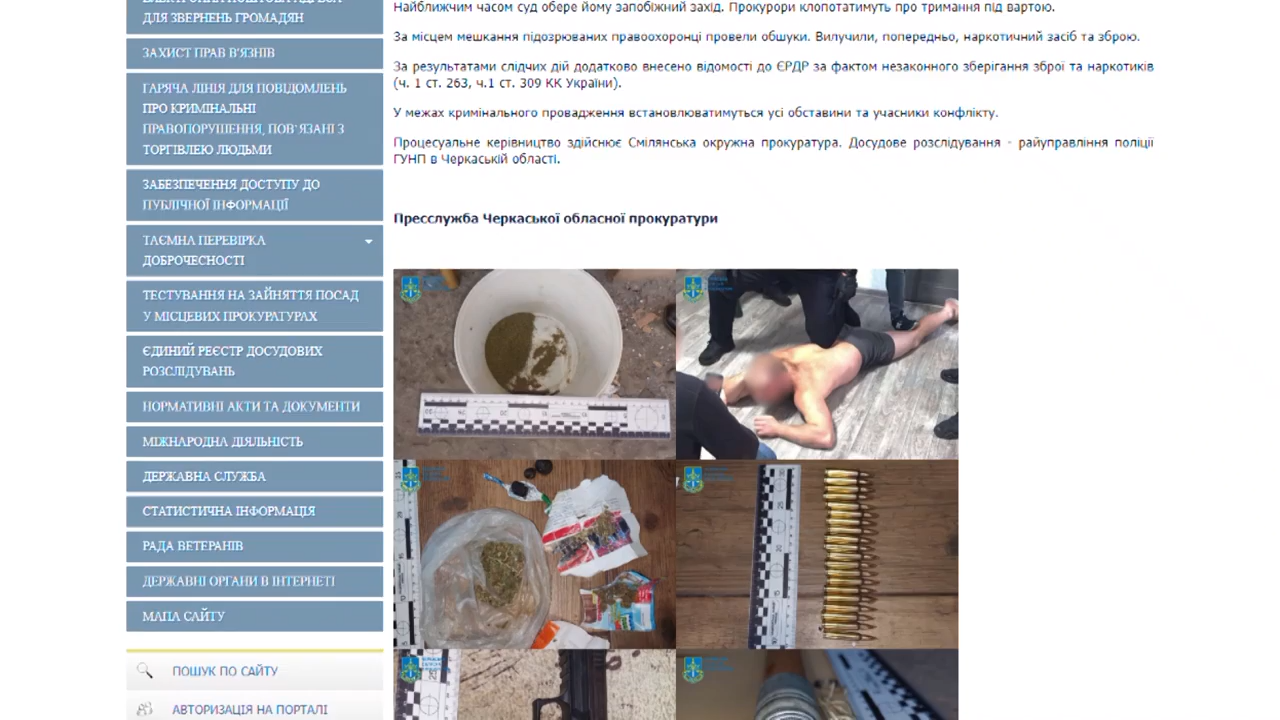 ДЛЯ ЗВЕРНЕНЬ ГРОМАДЯН
ЗАХИСТ ПРАВ В'ЯЗНІВ
ГАРЯЧА ЛІНІЯ ДЛЯ ПОВІДОМЛЕНЬ
ПРО КРИМІНАЛЬНІ
ПРАВОПОРУШЕННЯ, ПОВ`ЯЗАНІ З
ТОРГІВЛЕЮ ЛЮДЬМИ
ЗАБЕЗПЕЧЕННЯ ДОСТУПУ ДО
ПУБЛІЧНОЇ ІНФОРМАЦІЇ
ТАЄМНА ПЕРЕВІРКА
ДОБРОЧЕСНОСТІ
ТЕСТУВАННЯ НА ЗАЙНЯТТЯ ПОСАД
У МІСЦЕВИХ ПРОКУРАТУРАХ
ЄДИНИЙ РЕЄСТР ДОСУДОВИХ
РОЗСЛІДУВАНЬ
НОРМАТИВНІ АКТИ ТА ДОКУМЕНТИ
МІЖНАРОДНА ДІЯЛЬНІСТЬ
ДЕРЖАВНА СЛУЖБА
СТАТИСТИЧНА ІНФОРМАЦІЯ
РАДА ВЕТЕРАНІВ
ДЕРЖАВНІ ОРГАНИ В ІНТЕРНЕТІ
МАПА САЙТУ
ПОШУК ПО САЙТУ
АВТОРИЗАЦІЯ НА ПОРТАЛІ
Найближчим часом суд обере йому запобіжний захід. Прокурори клопотатимуть про тримання під вартою.
За місцем мешкання підозрюваних правоохоронці провели обшуки. Вилучили, попередньо, наркотичний засіб та зброю.
За результатами слідчих дій додатково внесено відомості до ЄРДР за фактом незаконного зберігання зброї та наркотиків
(ч. 1 ст. 263, ч.1 ст. 309 КК України).
У межах кримінального провадження встановлюватимуться усі обставини та учасники конфлікту.
Процесуальне керівництво здійснює Смілянська окружна прокуратура. Досудове розслідування - райуправління поліції
ГУНП в Черкаській області.
Пресслужба Черкаської обласної прокуратури